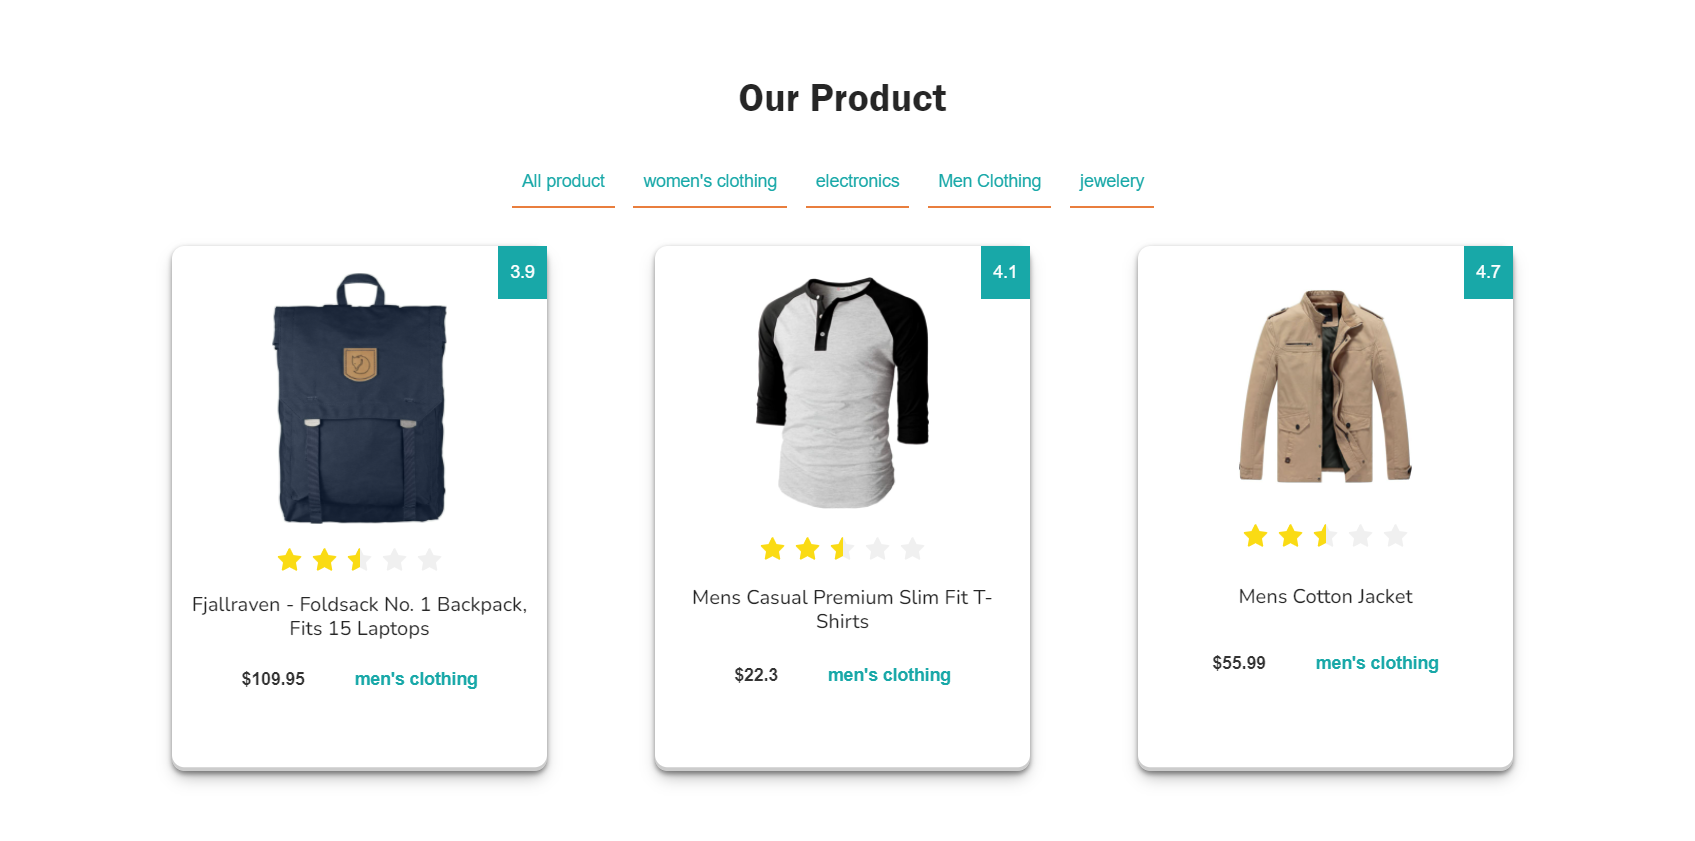 Our Product
All product
women's clothing
electronics
Men Clothing
jewelery
3.9
Fjallraven - Foldsack No. 1 Backpack,
Fits 15 Laptops
$109.95
men's clothing
4.1
Mens Casual Premium Slim Fit T-
Shirts
$22.3
men's clothing
4.7
Mens Cotton Jacket
$55.99
men's clothing